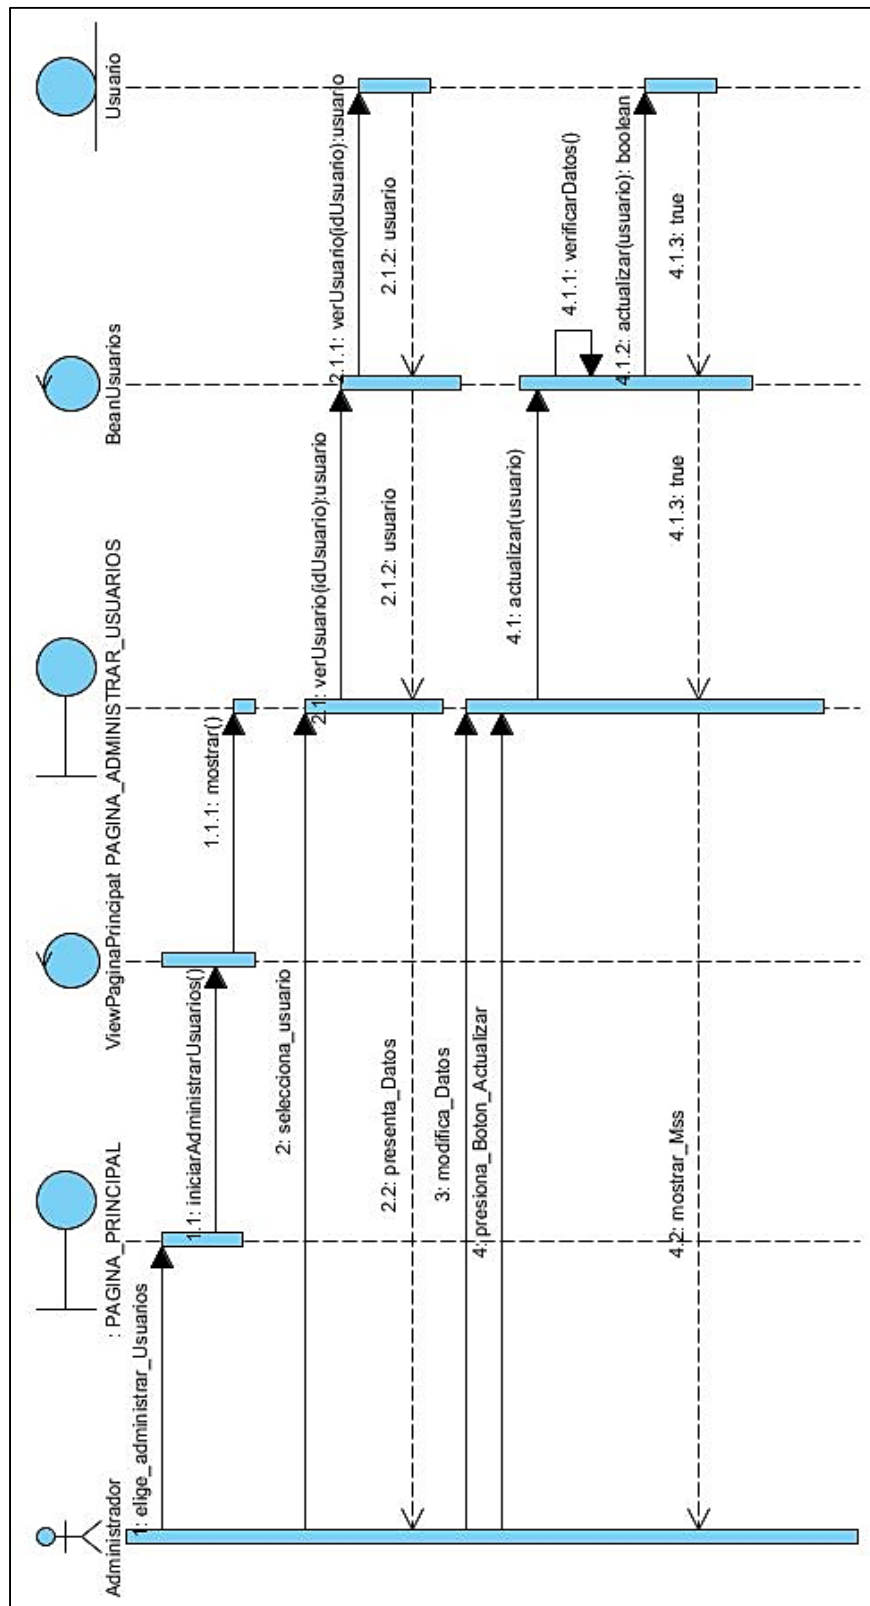 Administrador
: PAGINA_PRINCIPAL
ViewPaginaPrincipal
PAGINA_ADMINISTRAR_USUARIOS
BeanUsuarios
Usuario
1: elige_administrar_Usuarios
1.1: iniciarAdministrarUsuarios()
1.1.1: mostrar()
2: selecciona_usuario
2.1: verUsuario(idUsuario):usuario
2.1.1: verUsuario(idUsuario):usuario
2.1.2: usuario
2.1.2: usuario
2.2: presenta_Datos
3: modifica_Datos
4: presiona_Boton_Actualizar
4.1: actualizar(usuario)
4.1.1: verificarDatos()
4.1.2: actualizar(usuario): boolean
4.1.3: true
4.1.3: true
4.2: mostrar_Mss